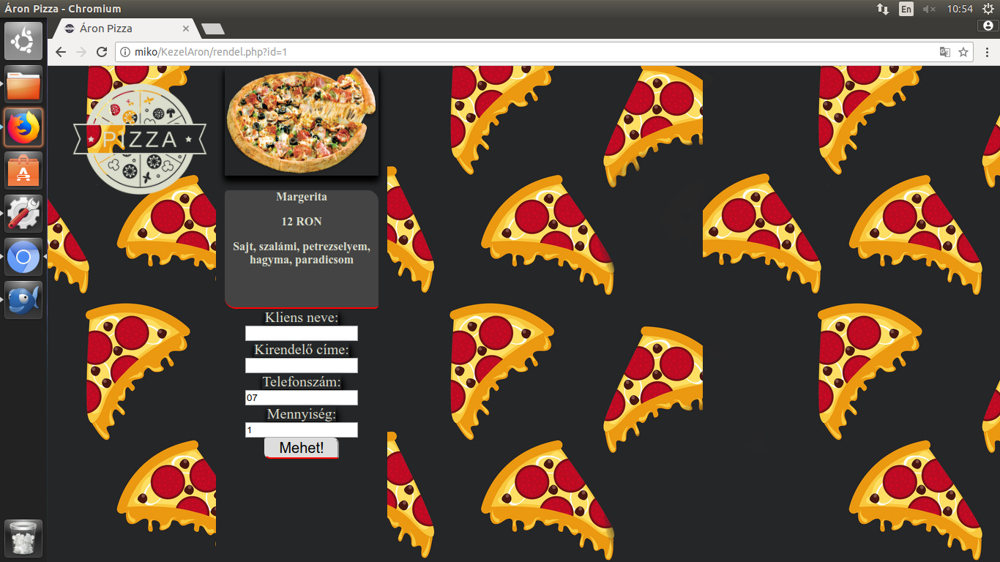 Áron Pizza - Chromium
En
10:54
Áron Pizza
miko/KezelAron/rendel.php?id=1
PIZZA
Margerita
12 RON
Sajt, szalámi, petrezselyem,
hagyma, paradicsom
Kliens neve:
Kirendelő címe:
Telefonszám:
07
Mennyiség:
1
Mehet!